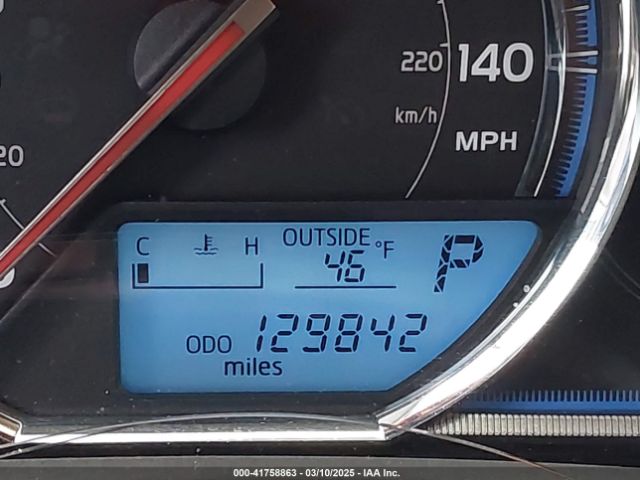 220 140
km/h
MPH
20
C H OUTSIDE 46 °F P
ODO 129842
miles
000-41758863 - 03/10/2025 - IAA Inc.